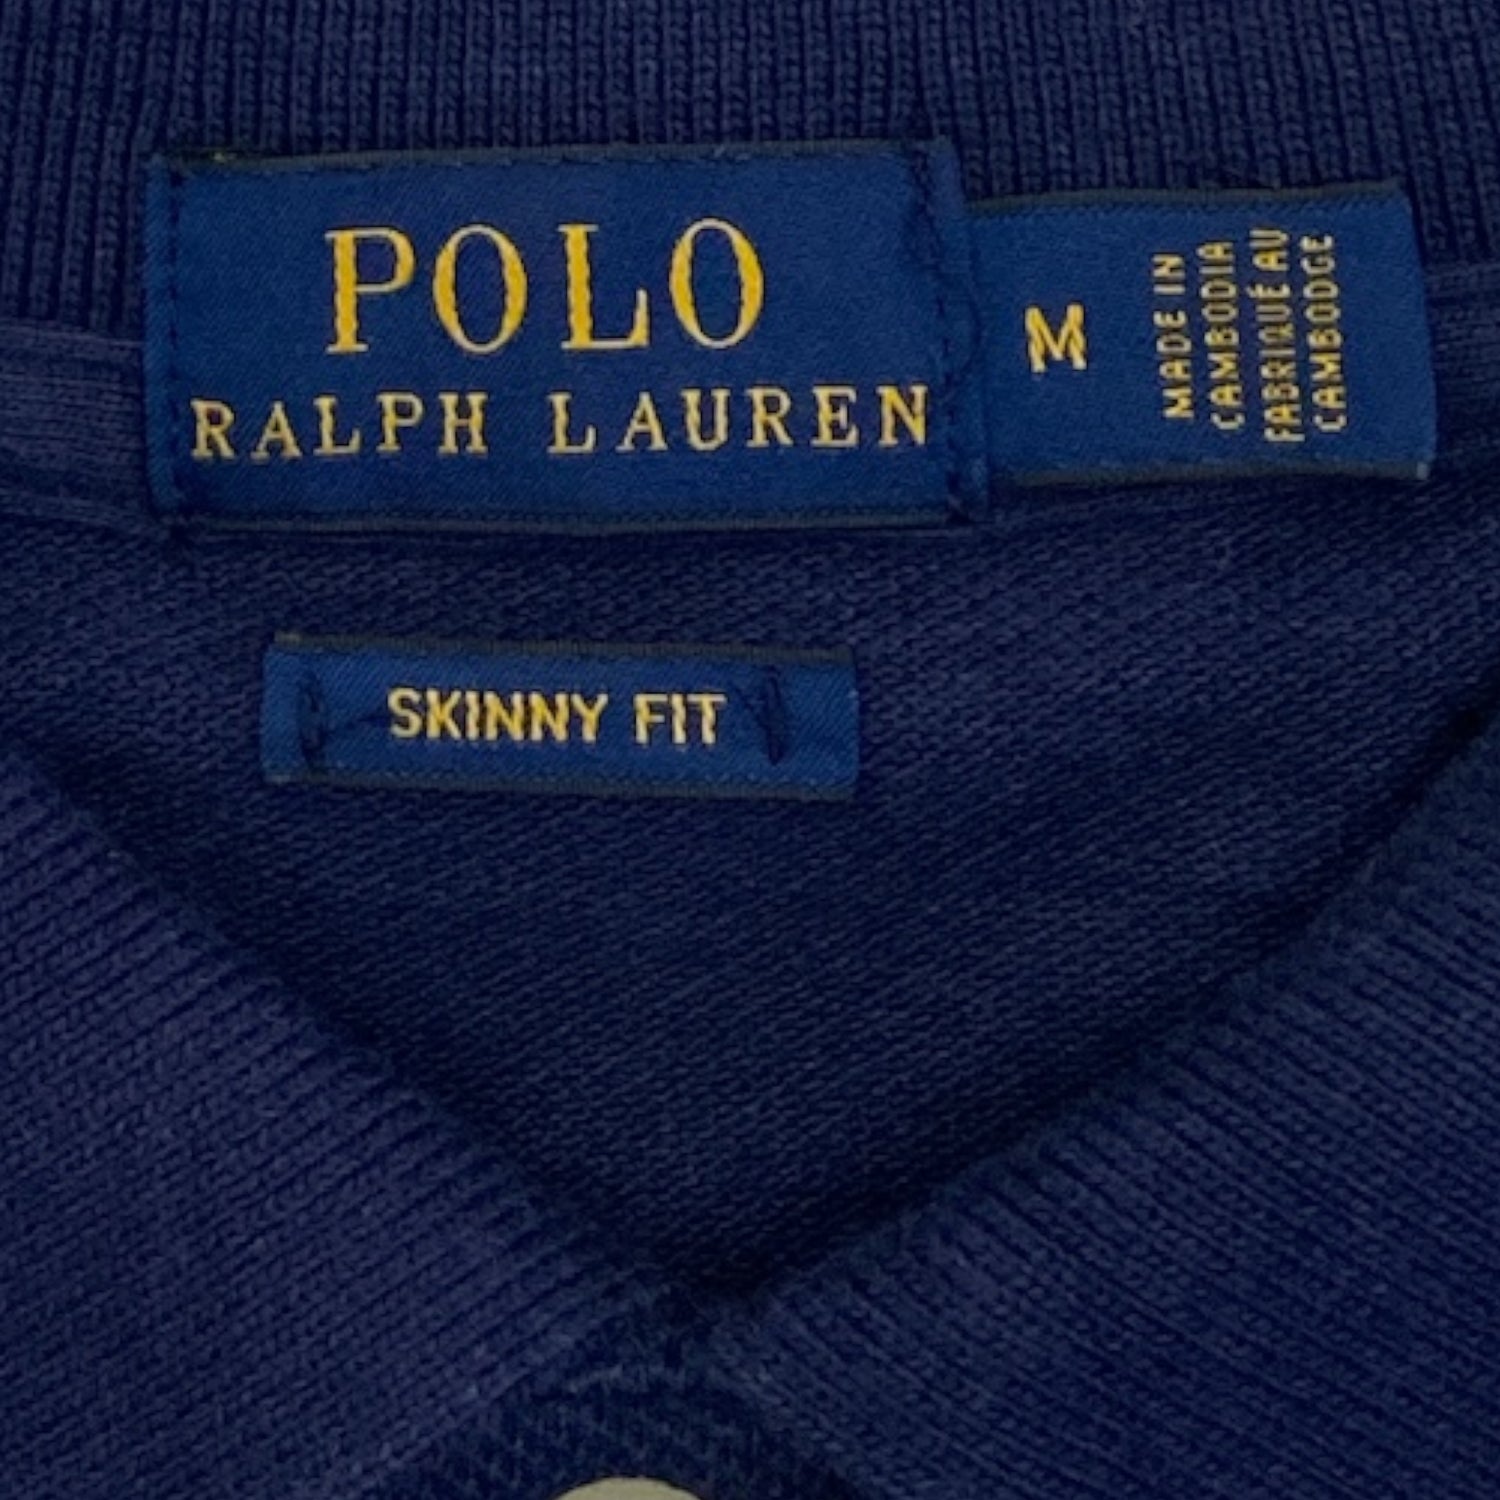 POLO
RALPH LAUREN
M
MADE IN
CAMBODIA
FABRIQUÉ AU
CAMBODGE
SKINNY FIT